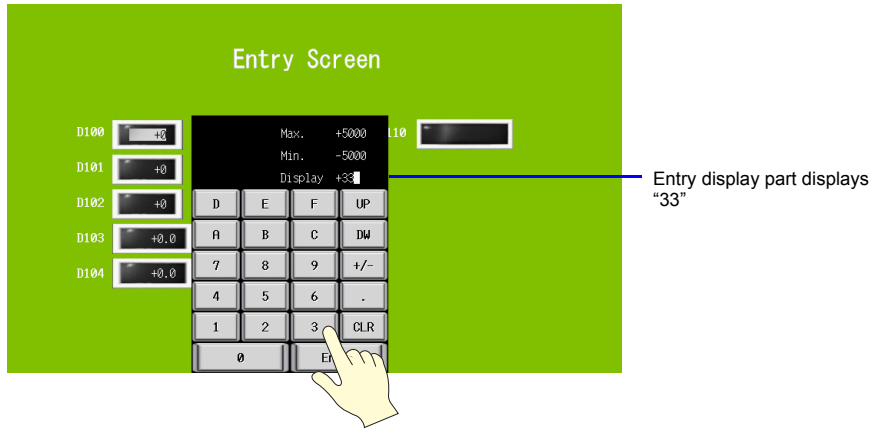 Entry Screen
D100 +0
Max. +5000
110
Min. -5000
D101 +0
Display +33
Entry display part displays
“33”
D102 +0
D E F UP
D103 +0.0
A B C DW
D104 +0.0
7 8 9 +/-
4 5 6 .
1 2 3 CLR
0